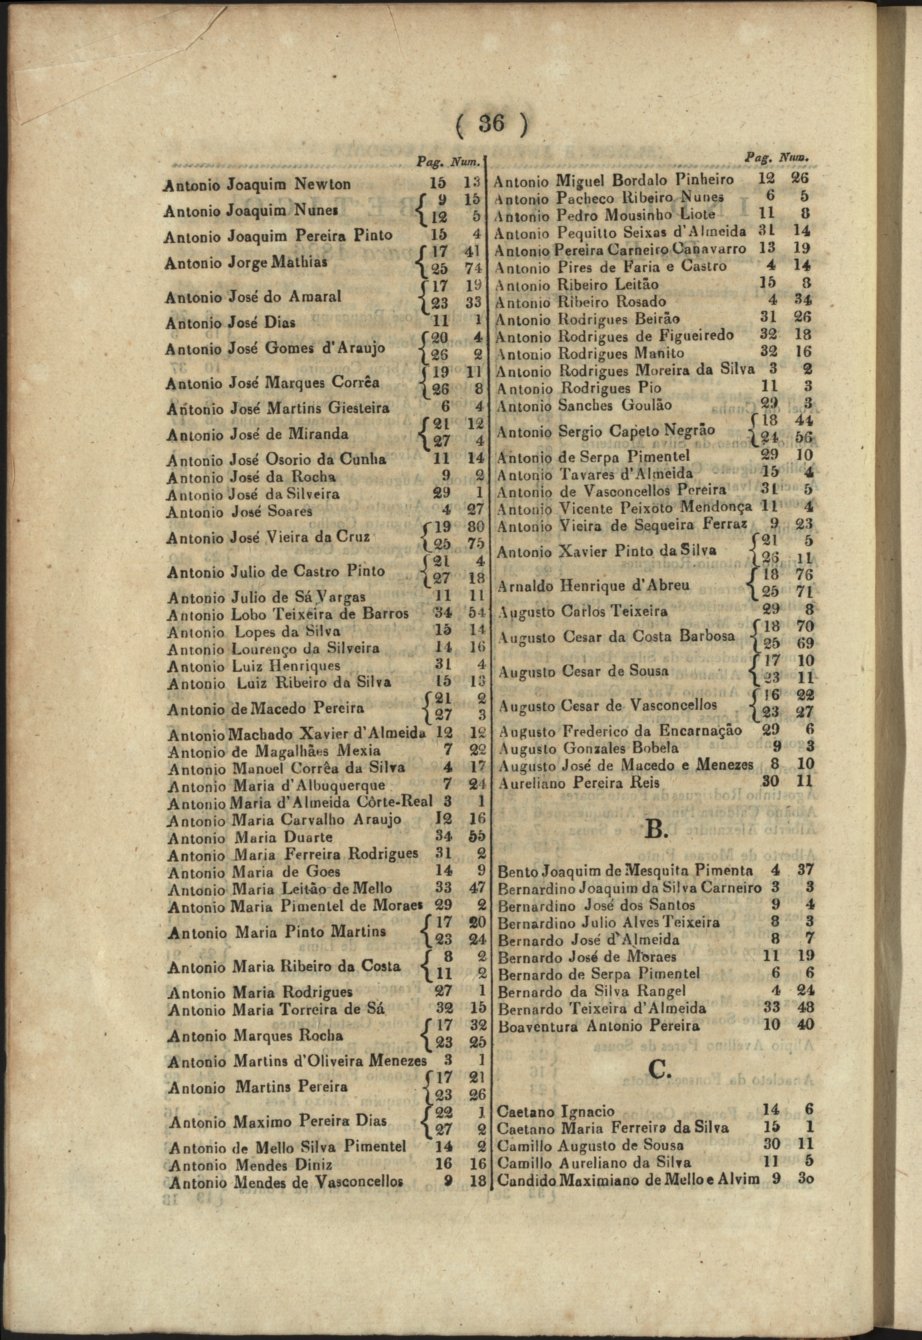 ( 36 )
Pag. Num.
Antonio Joaquim Newton 15 13
Antonio Joaquim Nunes { 9 15
12 5
Antonio Joaquim Pereira Pinto 15 4
Antonio Jorge Mathias { 17 41
25 74
Antonio José do Amaral { 17 19
23 33
Antonio José Dias 11 1
Antonio José Gomes d'Araujo { 20 4
26 2
Antonio José Marques Corrêa { 19 11
26 8
Antonio José Martins Giesteira 6 4
Antonio José de Miranda { 21 12
27 4
Antonio José Osorio da Cunha 11 14
Antonio José da Rocha 9 2
Antonio José da Silveira 29 1
Antonio José Soares 4 27
Antonio José Vieira da Cruz { 19 80
25 75
Antonio Julio de Castro Pinto { 21 4
27 18
Antonio Julio de Sá Vargas 11 11
Antonio Lobo Teixeira de Barros 34 54
Antonio Lopes da Silva 15 14
Antonio Lourenço da Silveira 14 16
Antonio Luiz Henriques 31 4
Antonio Luiz Ribeiro da Silva 15 13
Antonio de Macedo Pereira { 21 2
27 3
Antonio Machado Xavier d'Almeida 12 12
Antonio de Magalhães Mexia 7 22
Antonio Manoel Corrêa da Silva 4 17
Antonio Maria d'Albuquerque 7 24
Antonio Maria d'Almeida Côrte-Real 3 1
Antonio Maria Carvalho Araujo 12 16
Antonio Maria Duarte 34 55
Antonio Maria Ferreira Rodrigues 31 2
Antonio Maria de Goes 14 9
Antonio Maria Leitão de Mello 33 47
Antonio Maria Pimentel de Moraes 29 2
Antonio Maria Pinto Martins { 17 20
23 24
Antonio Maria Ribeiro da Costa { 8 2
11 2
Antonio Maria Rodrigues 27 1
Antonio Maria Torreira de Sá 32 15
Antonio Marques Rocha { 17 32
23 25
Antonio Martins d'Oliveira Menezes 3 1
Antonio Martins Pereira { 17 21
23 26
Antonio Maximo Pereira Dias { 22 1
27 2
Antonio de Mello Silva Pimentel 14 2
Antonio Mendes Diniz 16 16
Antonio Mendes de Vasconcellos 9 18
Pag. Num.
Antonio Miguel Bordalo Pinheiro 12 26
Antonio Pacheco Ribeiro Nunes 6 5
Antonio Pedro Mousinho Liote 11 8
Antonio Pequitto Seixas d'Almeida 31 14
Antonio Pereira Carneiro Canavarro 13 19
Antonio Pires de Faria e Castro 4 14
Antonio Ribeiro Leitão 15 8
Antonio Ribeiro Rosado 4 34
Antonio Rodrigues Beirão 31 26
Antonio Rodrigues de Figueiredo 32 18
Antonio Rodrigues Manito 32 16
Antonio Rodrigues Moreira da Silva 3 2
Antonio Rodrigues Pio 11 3
Antonio Sanches Goulão 29 3
Antonio Sergio Capeto Negrão { 18 44
24 56
Antonio de Serpa Pimentel 29 10
Antonio Tavares d'Almeida 15 4
Antonio de Vasconcellos Pereira 31 5
Antonio Vicente Peixoto Mendonça 11 4
Antonio Vieira de Sequeira Ferraz 9 23
Antonio Xavier Pinto da Silva { 21 5
26 11
Arnaldo Henrique d'Abreu { 18 76
25 71
Augusto Carlos Teixeira 29 8
Augusto Cesar da Costa Barbosa { 18 70
25 69
Augusto Cesar de Sousa { 17 10
23 11
Augusto Cesar de Vasconcellos { 16 22
23 27
Augusto Frederico da Encarnação 29 6
Augusto Gonzales Bobela 9 3
Augusto José de Macedo e Menezes 8 10
Aureliano Pereira Reis 30 11
B.
Bento Joaquim de Mesquita Pimenta 4 37
Bernardino Joaquim da Silva Carneiro 3 3
Bernardino José dos Santos 9 4
Bernardino Julio Alves Teixeira 8 3
Bernardo José d'Almeida 8 7
Bernardo José de Moraes 11 19
Bernardo de Serpa Pimentel 6 6
Bernardo da Silva Rangel 4 24
Bernardo Teixeira d'Almeida 33 48
Boaventura Antonio Pereira 10 40
C.
Caetano Ignacio 14 6
Caetano Maria Ferreira da Silva 15 1
Camillo Augusto de Sousa 30 11
Camillo Aureliano da Silva 11 5
Candido Maximiano de Mello e Alvim 9 3o